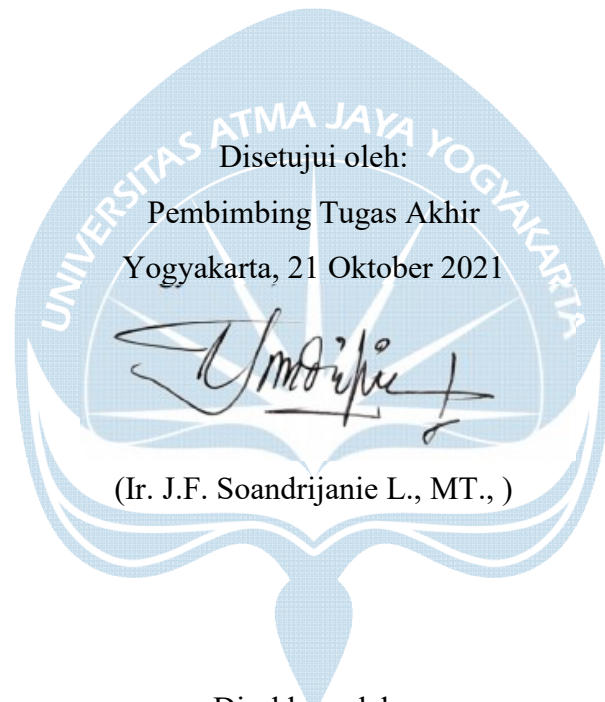 UNIVERSITAS ATMA JAYA YOGYAKARTA
Disetujui oleh:
Pembimbing Tugas Akhir
Yogyakarta, 21 Oktober 2021
(Ir. J.F. Soandrijanie L., MT., )